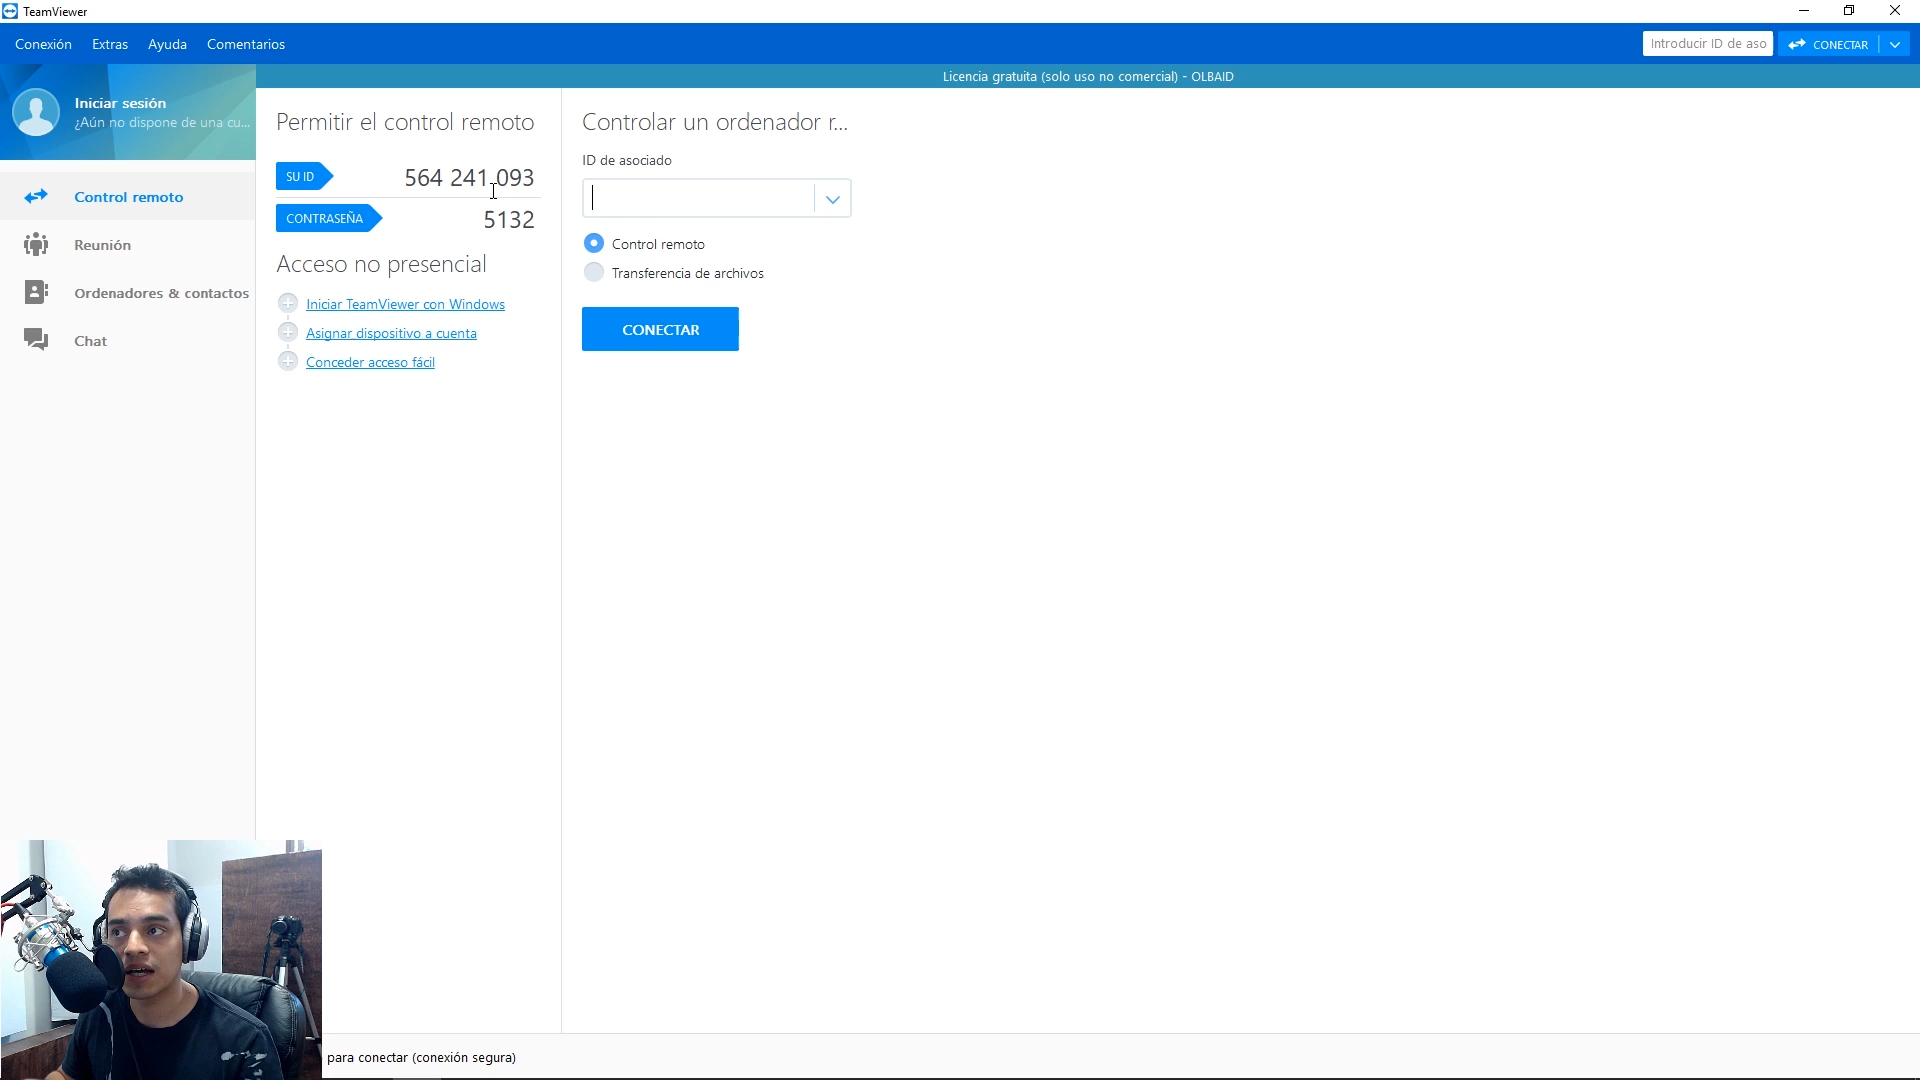 TeamViewer
Conexión Extras Ayuda Comentarios
Introducir ID de aso
CONECTAR
Licencia gratuita (solo uso no comercial) - OLBAID
Iniciar sesión
¿Aún no dispone de una cu...
Control remoto
Reunión
Ordenadores & contactos
Chat
Permitir el control remoto
SU ID 564 241 093
CONTRASEÑA 5132
Acceso no presencial
Iniciar TeamViewer con Windows
Asignar dispositivo a cuenta
Conceder acceso fácil
Controlar un ordenador r...
ID de asociado
Control remoto
Transferencia de archivos
CONECTAR
para conectar (conexión segura)